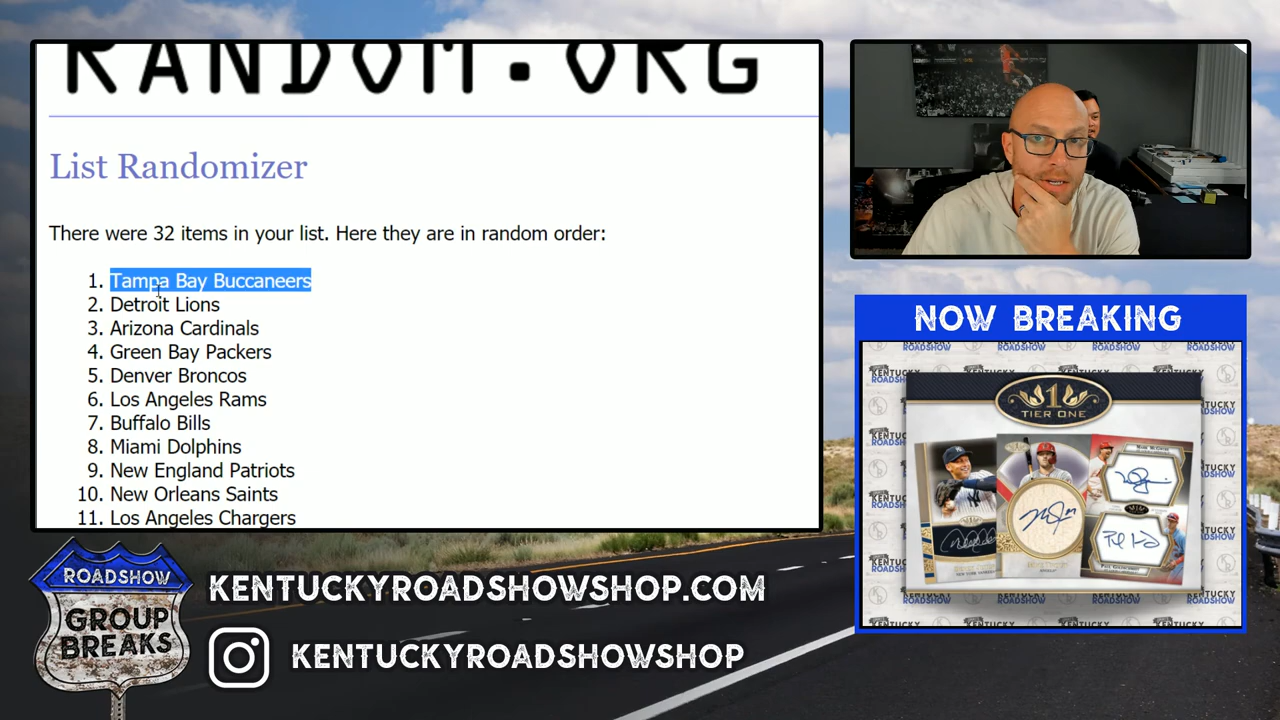 RANDOM.ORG
List Randomizer
There were 32 items in your list. Here they are in random order:
1. Tampa Bay Buccaneers
2. Detroit Lions
3. Arizona Cardinals
4. Green Bay Packers
5. Denver Broncos
6. Los Angeles Rams
7. Buffalo Bills
8. Miami Dolphins
9. New England Patriots
10. New Orleans Saints
11. Los Angeles Chargers
NOW BREAKING
KENTUCKY
ROADSHOW
1
TIER ONE
ROADSHOW
GROUP
BREAKS
KENTUCKYROADSHOWSHOP.COM
KENTUCKYROADSHOWSHOP